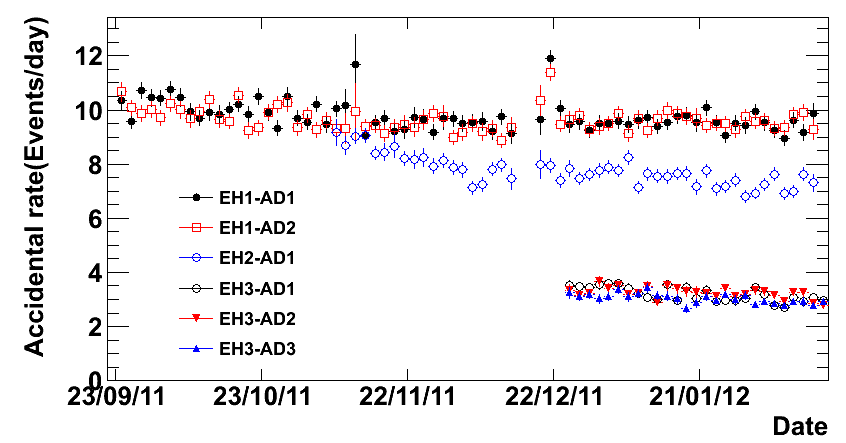 Accidental rate(Events/day)
12
10
8
6
4
2
0
EH1-AD1
EH1-AD2
EH2-AD1
EH3-AD1
EH3-AD2
EH3-AD3
23/09/11 23/10/11 22/11/11 22/12/11 21/01/12
Date